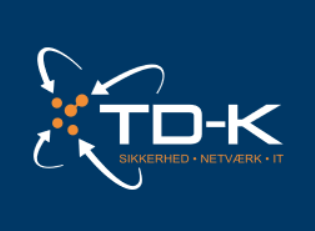 TD-K
SIKKERHED • NETVÆRK • IT